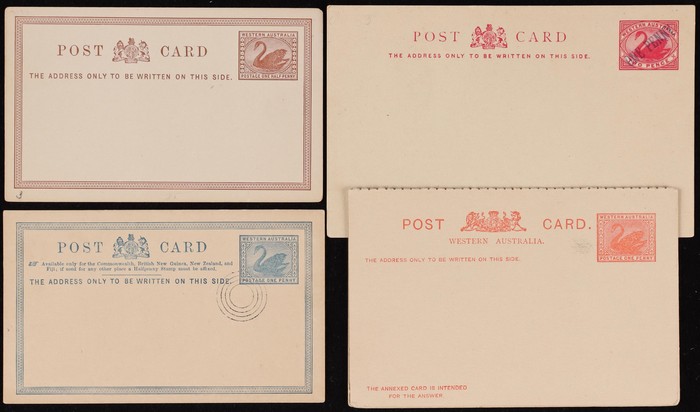 POST CARD
WESTERN AUSTRALIA
POSTAGE ONE HALF PENNY
THE ADDRESS ONLY TO BE WRITTEN ON THIS SIDE.
3
POST CARD
TWO PENCE
THE ADDRESS ONLY TO BE WRITTEN ON THIS SIDE.
POST CARD
WESTERN AUSTRALIA
POSTAGE ONE PENNY
Available only for the Commonwealth, British New Guinea, New Zealand, and
Fiji, if used for any other place a Halfpenny Stamp must be affixed.
THE ADDRESS ONLY TO BE WRITTEN ON THIS SIDE.
POST CARD.
WESTERN AUSTRALIA.
WESTERN AUSTRALIA
POSTAGE ONE PENNY
THE ADDRESS ONLY TO BE WRITTEN ON THIS SIDE.
THE ANNEXED CARD IS INTENDED
FOR THE ANSWER.